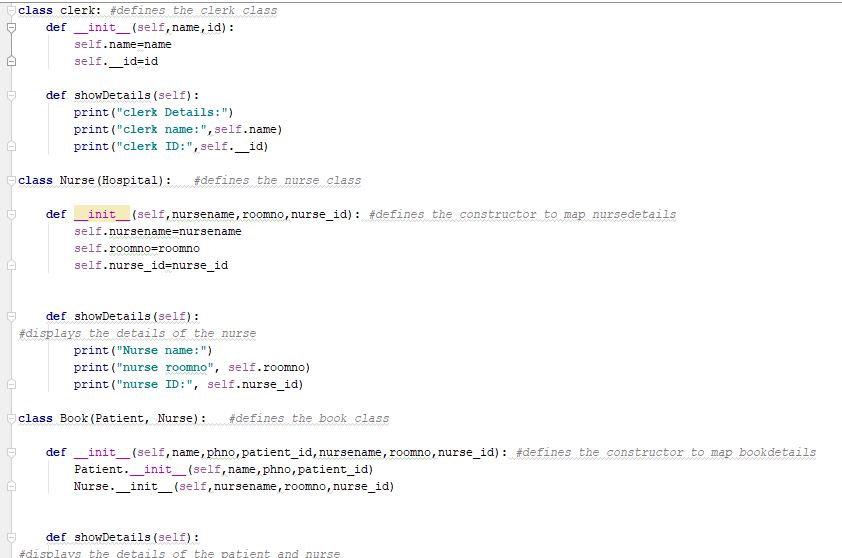 class clerk: #defines the clerk class
def __init__(self,name,id):
self.name=name
self.__id=id
def showDetails(self):
print("clerk Details:")
print("clerk name:",self.name)
print("clerk ID:",self.__id)
class Nurse(Hospital):   #defines the nurse class
def __init__(self,nursename,roomno,nurse_id): #defines the constructor to map nursedetails
self.nursename=nursename
self.roomno=roomno
self.nurse_id=nurse_id
def showDetails(self):
#displays the details of the nurse
print("Nurse name:")
print("nurse roomno", self.roomno)
print("nurse ID:", self.nurse_id)
class Book(Patient, Nurse):   #defines the book class
def __init__(self,name,phno,patient_id,nursename,roomno,nurse_id): #defines the constructor to map bookdetails
Patient.__init__(self,name,phno,patient_id)
Nurse.__init__(self,nursename,roomno,nurse_id)
def showDetails(self):
#displays the details of the patient and nurse